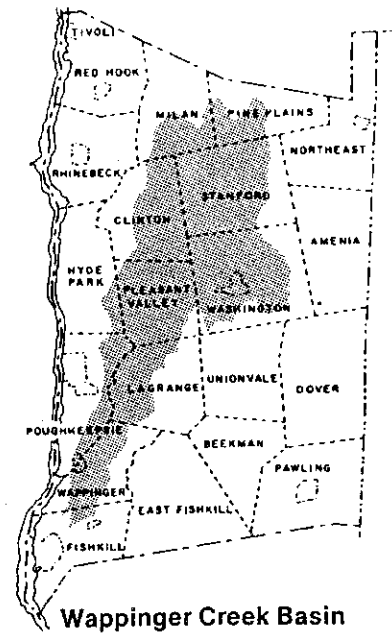 TIVOLI
RED HOOK
MILAN
PINE PLAINS
NORTHEAST
RHINEBECK
STANFORD
CLINTON
AMENIA
HYDE
PARK
PLEASANT
VALLEY
WASHINGTON
LAGRANGE
UNIONVALE
DOVER
POUGHKEEPSIE
BEEKMAN
PAWLING
WAPPINGER
EAST FISHKILL
FISHKILL
Wappinger Creek Basin